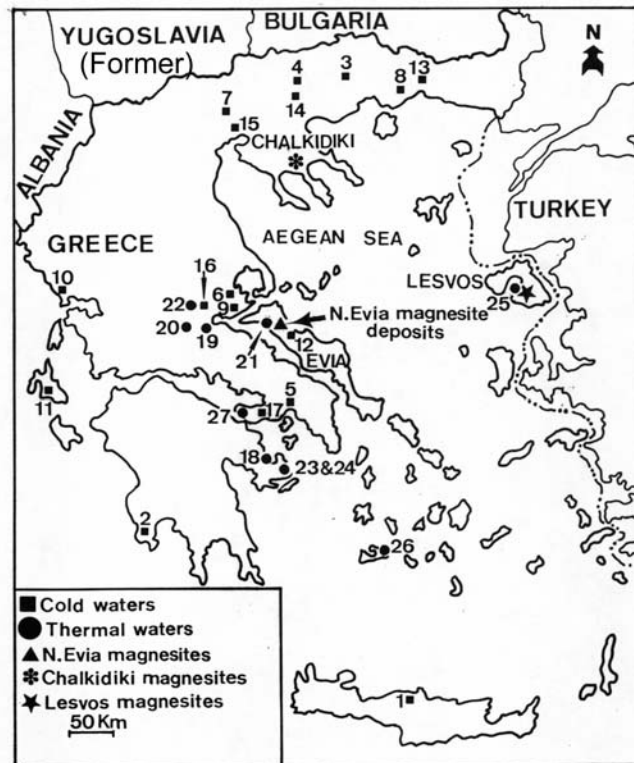 BULGARIA
YUGOSLAVIA
(Former)
N
4
3
13
8
7
14
15
CHALKIDIKI
ALBANIA
TURKEY
GREECE
AEGEAN SEA
16
10
LESVOS
6
22
9
25
N.Evia magnesite
deposits
20
19
21
12
EVIA
5
11
27
17
18
23&24
2
26
1
Cold waters
Thermal waters
N.Evia magnesites
Chalkidiki magnesites
Lesvos magnesites
50 Km